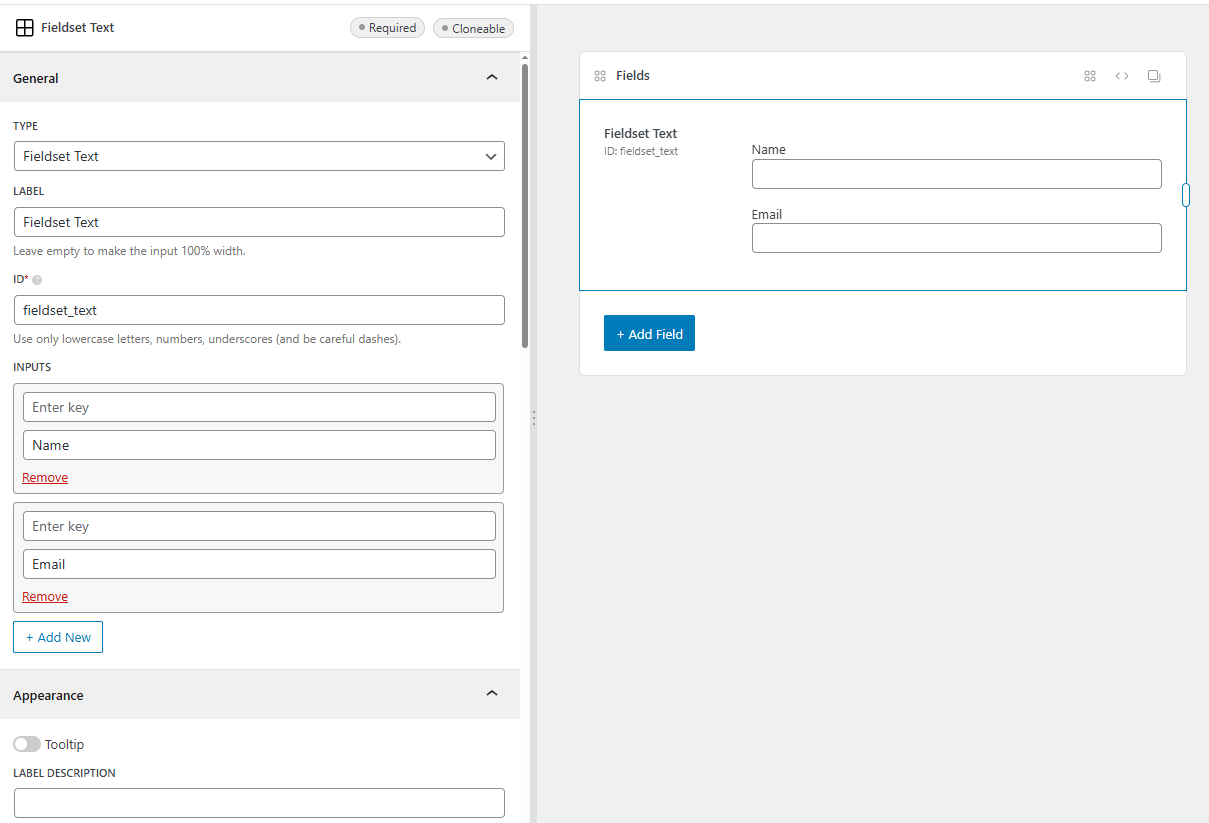 Fieldset Text
Required
Cloneable
General
TYPE
Fieldset Text
LABEL
Fieldset Text
Leave empty to make the input 100% width.
ID*
fieldset_text
Use only lowercase letters, numbers, underscores (and be careful dashes).
INPUTS
Enter key
Name
Remove
Enter key
Email
Remove
+ Add New
Appearance
Tooltip
LABEL DESCRIPTION
Fields
Fieldset Text
ID: fieldset_text
Name
Email
+ Add Field